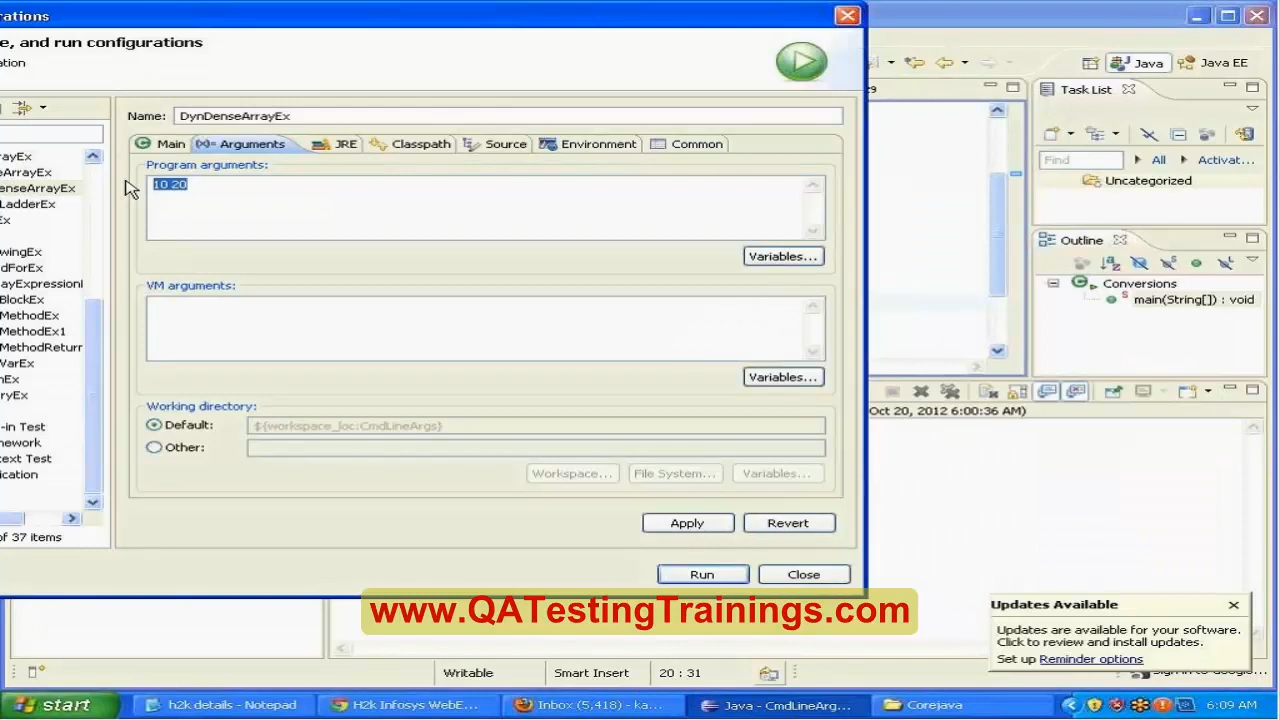 rations
e, and run configurations
ation
Name: DynDenseArrayEx
Main
(x)= Arguments
JRE
Classpath
Source
Environment
Common
Program arguments:
10 20
Variables...
VM arguments:
Variables...
Working directory:
Default:
${workspace_loc:CmdLineArgs}
Other:
Workspace...
File System...
Variables...
Apply
Revert
Run
Close
rayEx
eArrayEx
enseArrayEx
LadderEx
Ex
wingEx
dForEx
ayExpressionI
BlockEx
MethodEx
MethodEx1
MethodReturr
VarEx
nEx
ryEx
-in Test
mework
text Test
ication
of 37 items
Java
Java EE
Task List
Find
All
Activat...
Uncategorized
Outline
Conversions
main(String[]) : void
Oct 20, 2012 6:00:36 AM)
www.QATestingTrainings.com
Updates Available
Updates are available for your software.
Click to review and install updates.
Set up Reminder options
Writable
Smart Insert
20 : 31
start
h2k details - Notepad
H2k Infosys WebE...
Inbox (5,418) - ka...
Java - CmdLineArg...
Corejava
6:09 AM